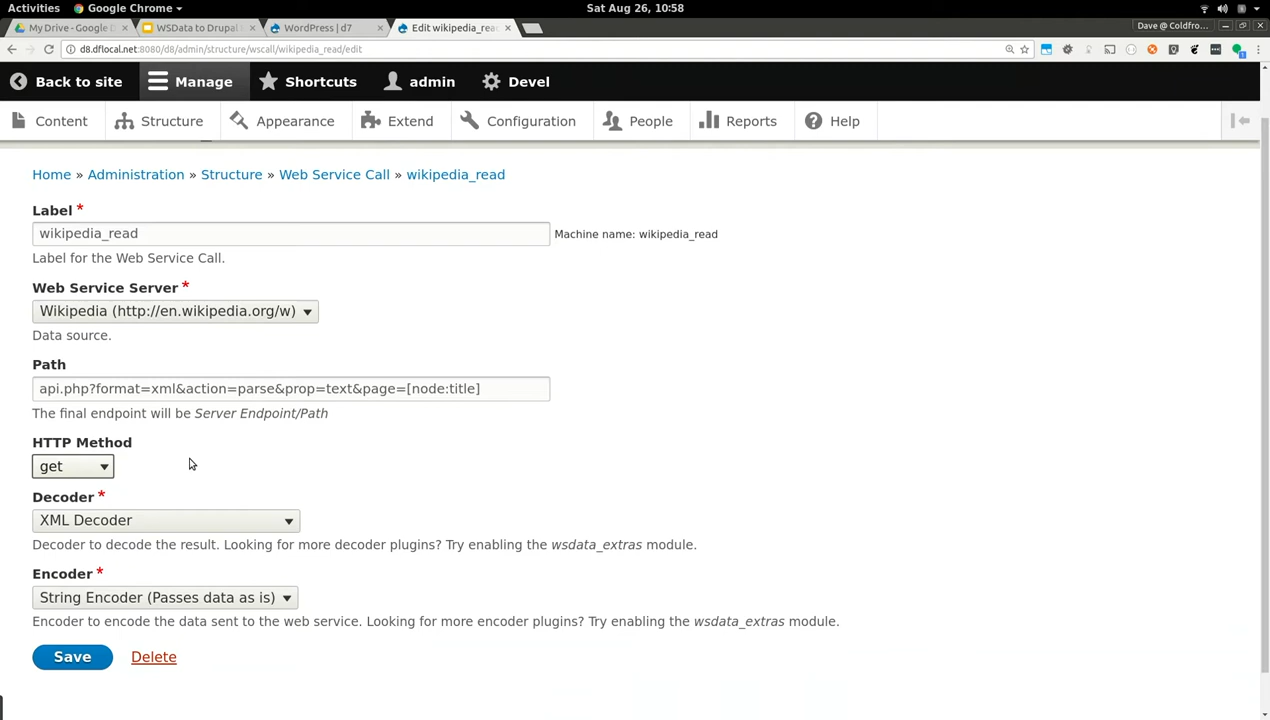 Activities Google Chrome Sat Aug 26, 10:58
My Drive - Google D WSData to Drupal WordPress | d7 Edit wikipedia_rea Dave @ Coldfro...
d8.dflocal.net:8080/d8/admin/structure/wscall/wikipedia_read/edit
Back to site Manage Shortcuts admin Devel
Content Structure Appearance Extend Configuration People Reports Help
Home » Administration » Structure » Web Service Call » wikipedia_read
Label *
wikipedia_read Machine name: wikipedia_read
Label for the Web Service Call.
Web Service Server *
Wikipedia (http://en.wikipedia.org/w)
Data source.
Path
api.php?format=xml&action=parse&prop=text&page=[node:title]
The final endpoint will be Server Endpoint/Path
HTTP Method
get
Decoder *
XML Decoder
Decoder to decode the result. Looking for more decoder plugins? Try enabling the wsdata_extras module.
Encoder *
String Encoder (Passes data as is)
Encoder to encode the data sent to the web service. Looking for more encoder plugins? Try enabling the wsdata_extras module.
Save Delete